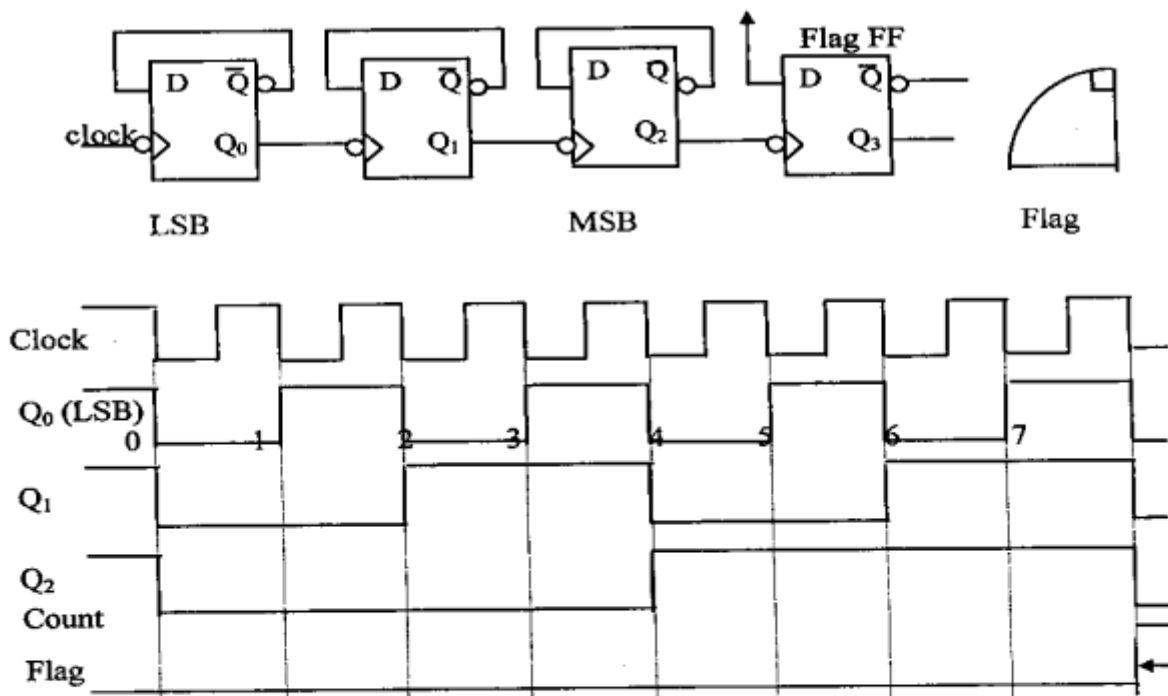 Flag FF
D Q̅ D Q̅ D Q̅ D Q̅
clock Q₀ Q₁ Q₂ Q₃
LSB MSB Flag
Clock
Q₀ (LSB)
0 1 2 3 4 5 6 7
Q₁
Q₂
Count
Flag